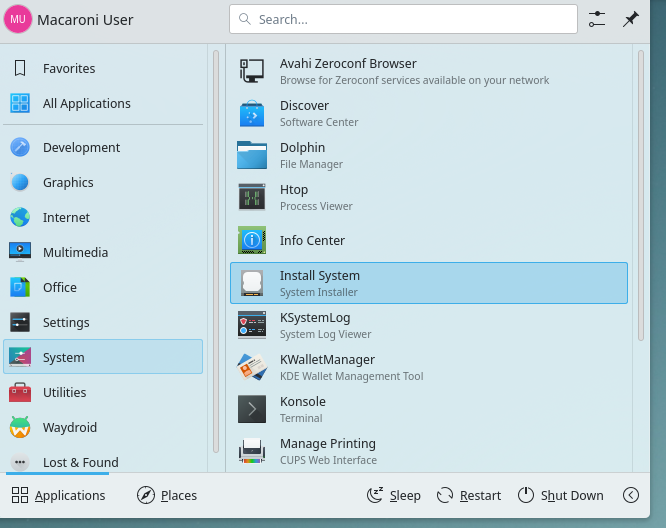 MU
Macaroni User
Search...
Favorites
All Applications
Development
Graphics
Internet
Multimedia
Office
Settings
System
Utilities
Waydroid
Lost & Found
Avahi Zeroconf Browser
Browse for Zeroconf services available on your network
Discover
Software Center
Dolphin
File Manager
Htop
Process Viewer
Info Center
Install System
System Installer
KSystemLog
System Log Viewer
KWalletManager
KDE Wallet Management Tool
Konsole
Terminal
Manage Printing
CUPS Web Interface
Applications
Places
Sleep
Restart
Shut Down